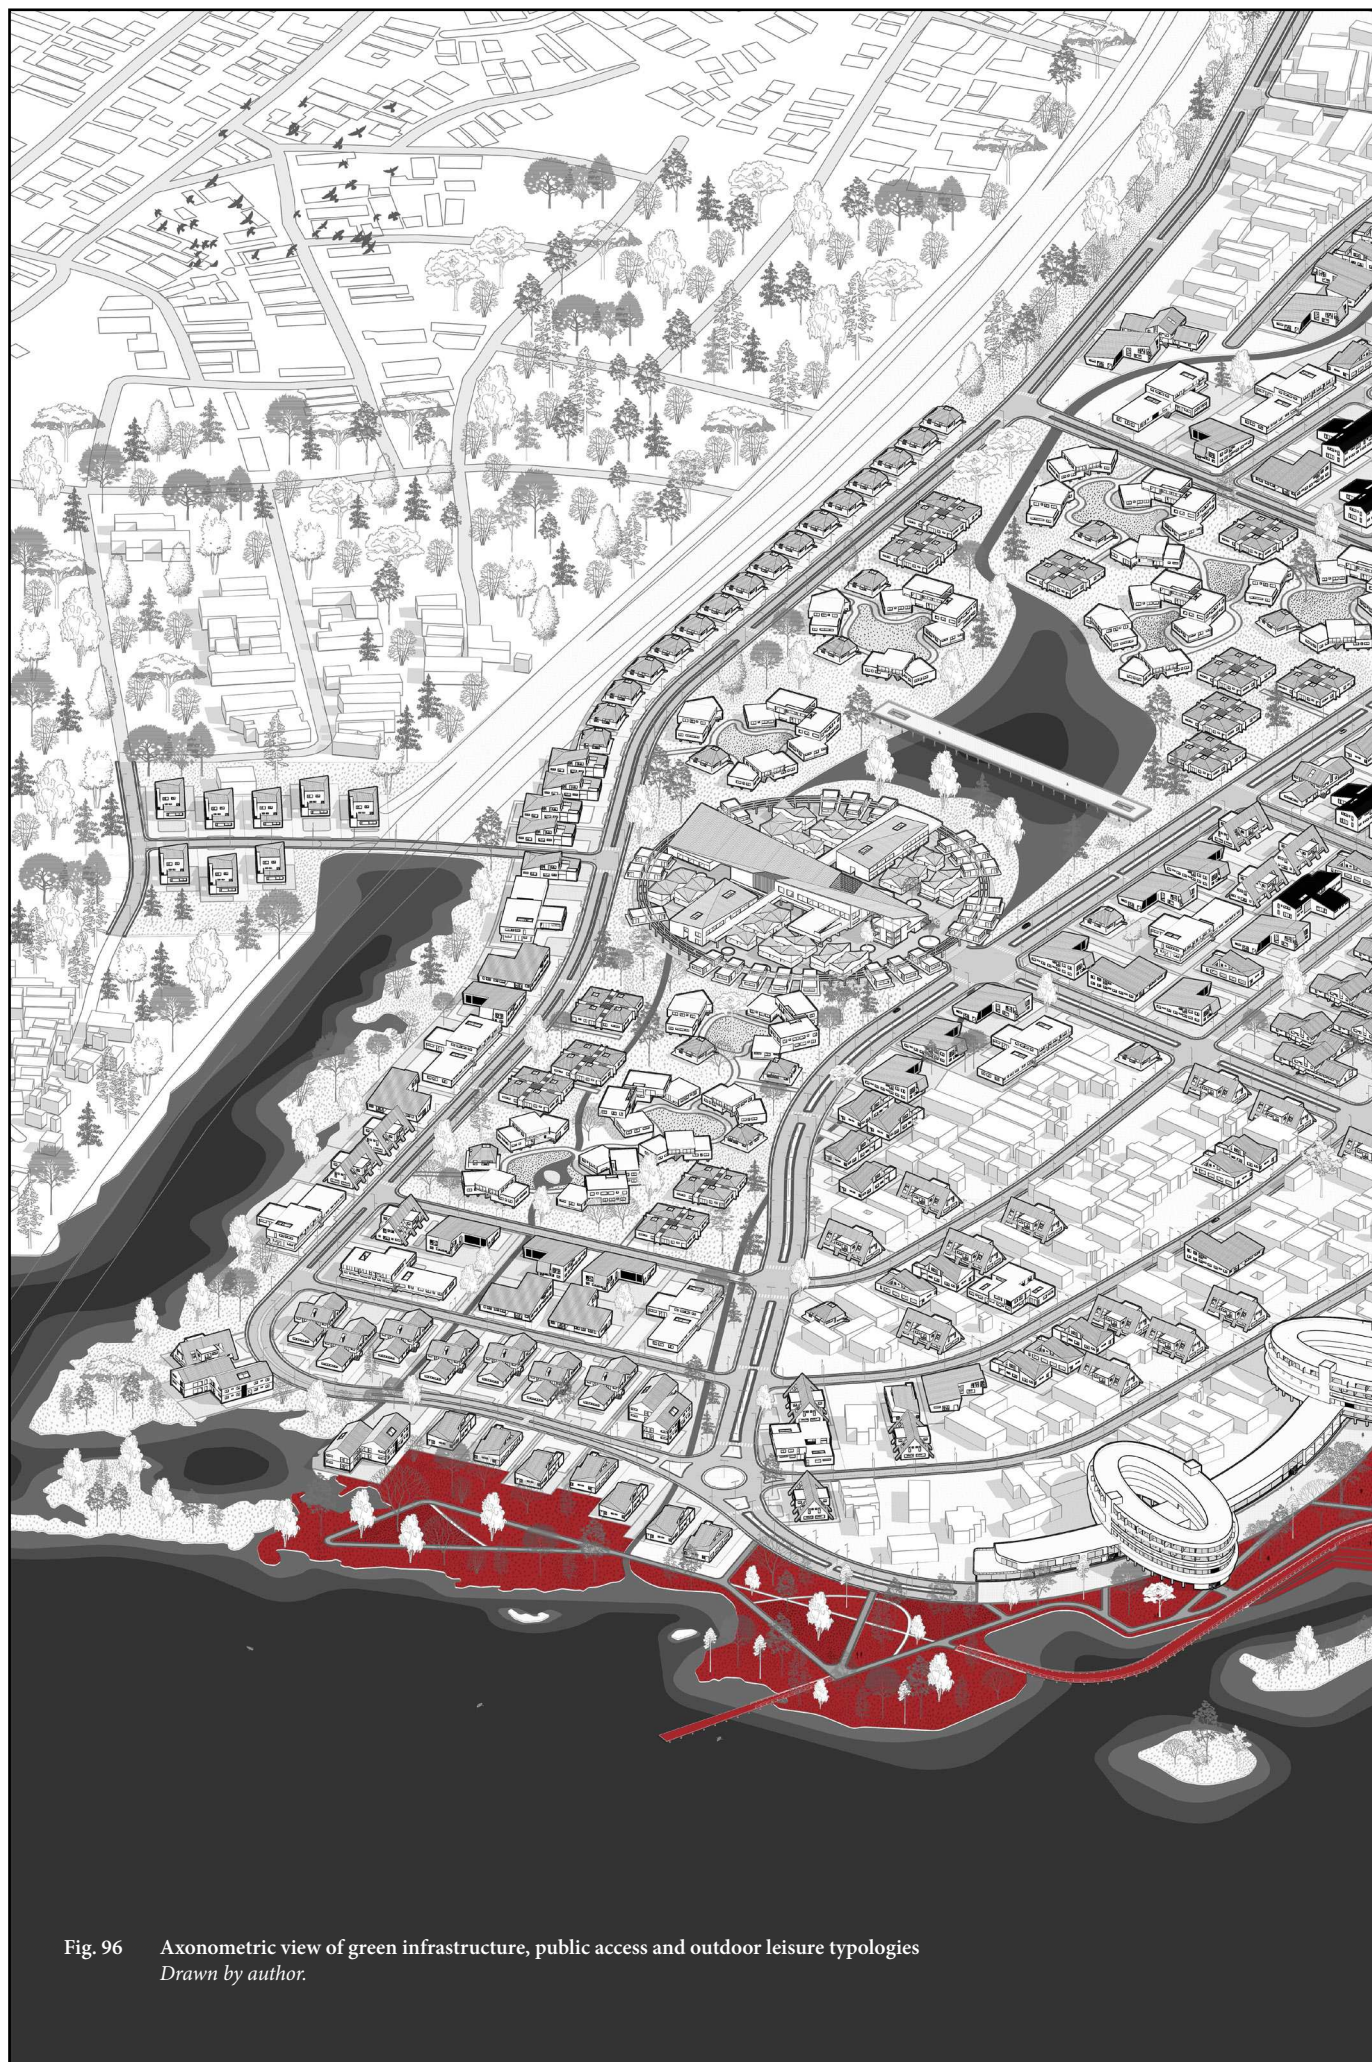 Fig. 96 Axonometric view of green infrastructure, public access and outdoor leisure typologies
Drawn by author.